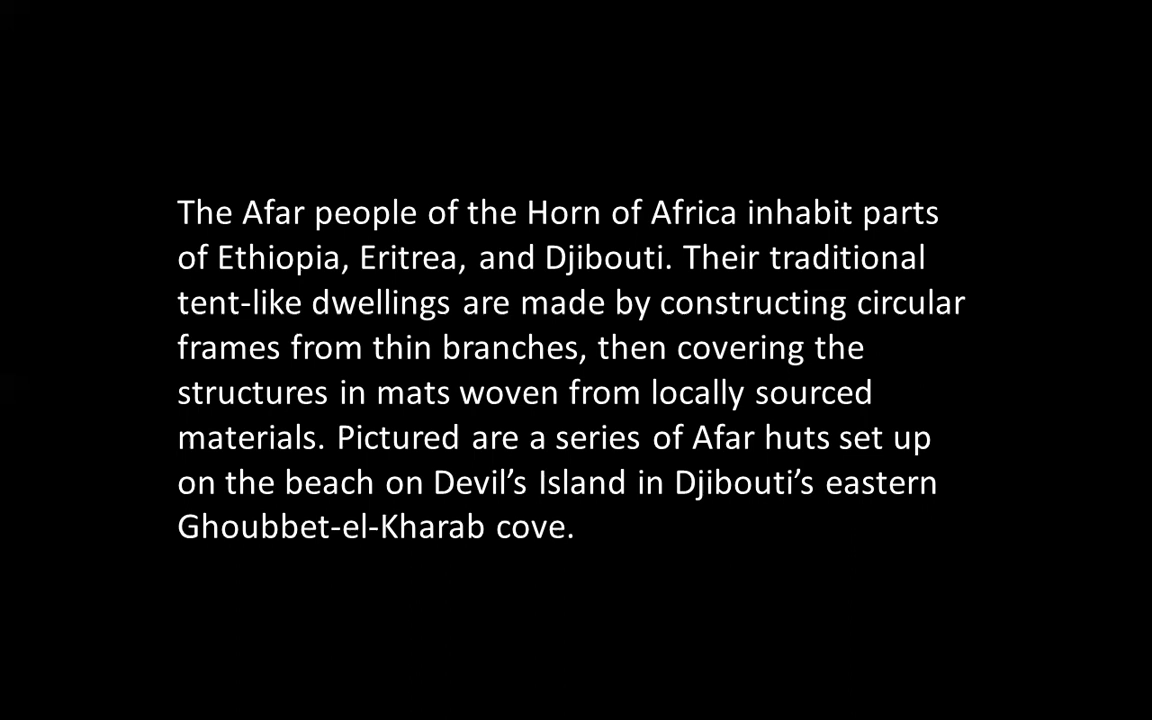 The Afar people of the Horn of Africa inhabit parts
of Ethiopia, Eritrea, and Djibouti. Their traditional
tent-like dwellings are made by constructing circular
frames from thin branches, then covering the
structures in mats woven from locally sourced
materials. Pictured are a series of Afar huts set up
on the beach on Devil’s Island in Djibouti’s eastern
Ghoubbet-el-Kharab cove.